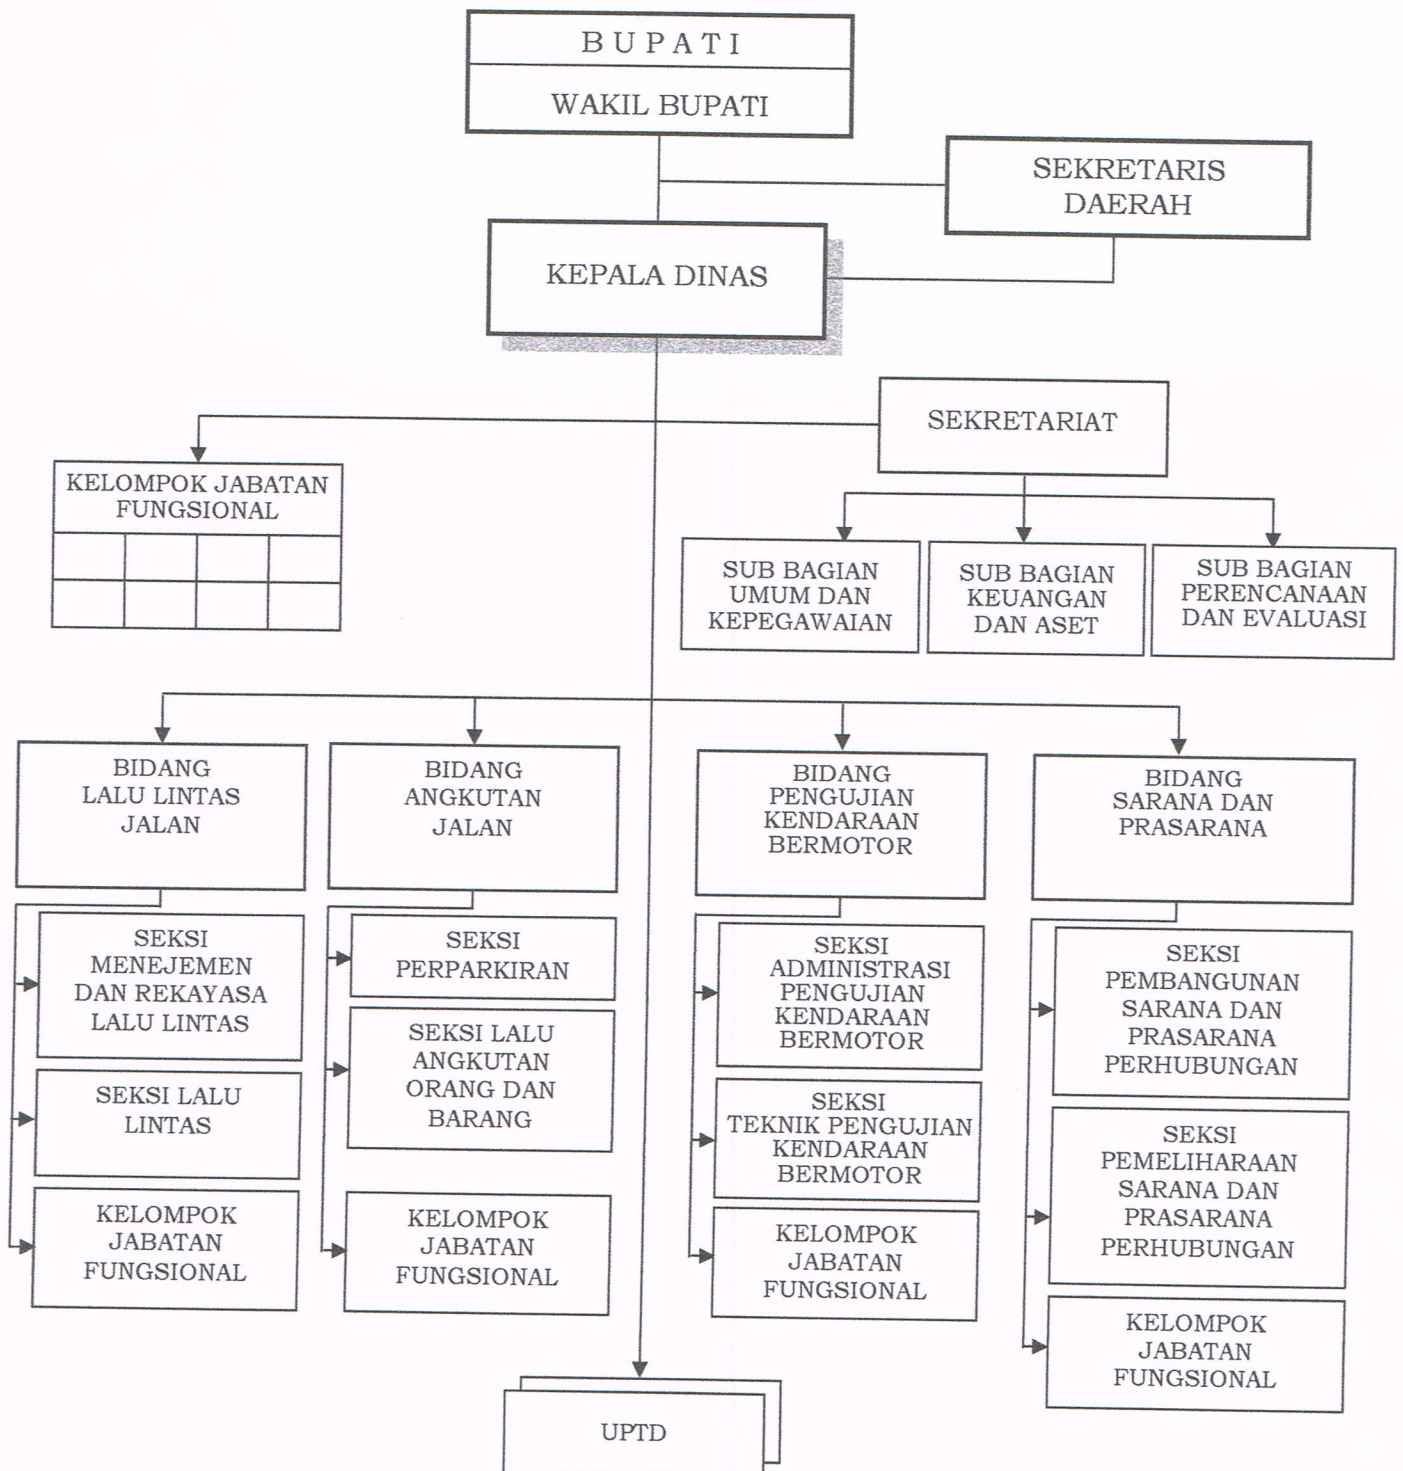 B U P A T I
WAKIL BUPATI
SEKRETARIS
DAERAH
KEPALA DINAS
SEKRETARIAT
KELOMPOK JABATAN
FUNGSIONAL
SUB BAGIAN
UMUM DAN
KEPEGAWAIAN
SUB BAGIAN
KEUANGAN
DAN ASET
SUB BAGIAN
PERENCANAAN
DAN EVALUASI
BIDANG
LALU LINTAS
JALAN
BIDANG
ANGKUTAN
JALAN
BIDANG
PENGUJIAN
KENDARAAN
BERMOTOR
BIDANG
SARANA DAN
PRASARANA
SEKSI
MENEJEMEN
DAN REKAYASA
LALU LINTAS
SEKSI LALU
LINTAS
KELOMPOK
JABATAN
FUNGSIONAL
SEKSI
PERPARKIRAN
SEKSI LALU
ANGKUTAN
ORANG DAN
BARANG
KELOMPOK
JABATAN
FUNGSIONAL
SEKSI
ADMINISTRASI
PENGUJIAN
KENDARAAN
BERMOTOR
SEKSI
TEKNIK PENGUJIAN
KENDARAAN
BERMOTOR
KELOMPOK
JABATAN
FUNGSIONAL
SEKSI
PEMBANGUNAN
SARANA DAN
PRASARANA
PERHUBUNGAN
SEKSI
PEMELIHARAAN
SARANA DAN
PRASARANA
PERHUBUNGAN
KELOMPOK
JABATAN
FUNGSIONAL
UPTD